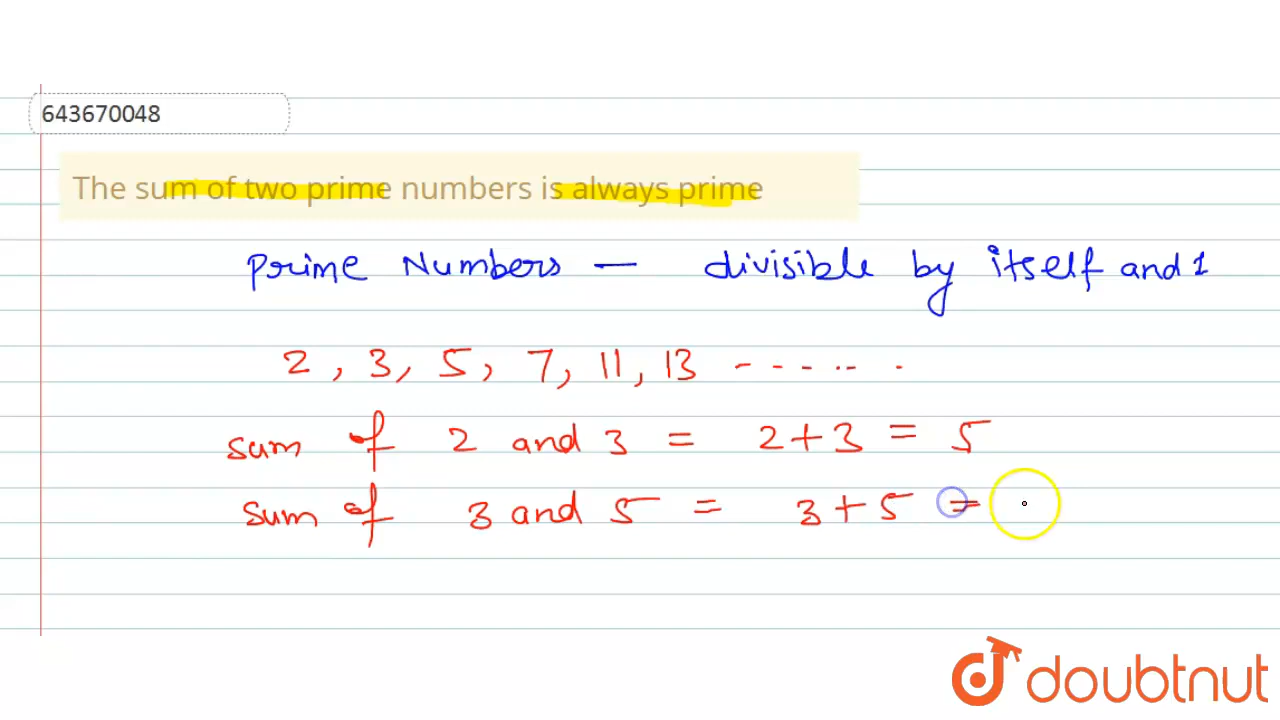 643670048
The sum of two prime numbers is always prime
Prime Numbers — divisible by itself and 1
2, 3, 5, 7, 11, 13 - - - - - - .
sum of 2 and 3 = 2+3 = 5
sum of 3 and 5 = 3+5 =
doubtnut